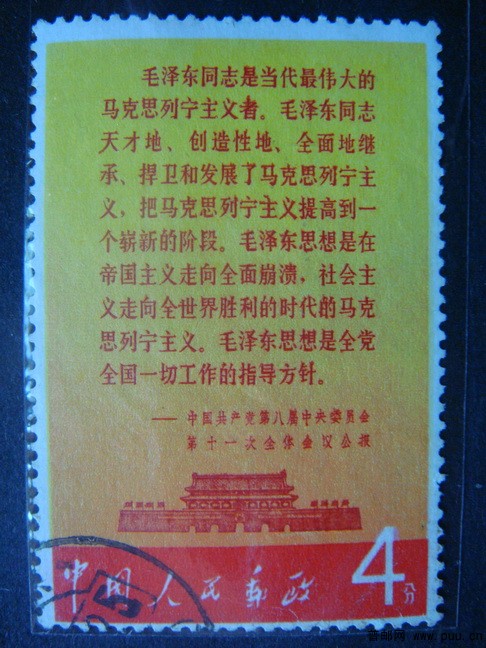 毛泽东同志是当代最伟大的
马克思列宁主义者。毛泽东同志
天才地、创造性地、全面地继
承、捍卫和发展了马克思列宁主
义，把马克思列宁主义提高到一
个崭新的阶段。毛泽东思想是在
帝国主义走向全面崩溃，社会主
义走向全世界胜利的时代的马克
思列宁主义。毛泽东思想是全党
全国一切工作的指导方针。
——中国共产党第八届中央委员会
第十一次全体会议公报
中国人民邮政 4分
www.puu.cn